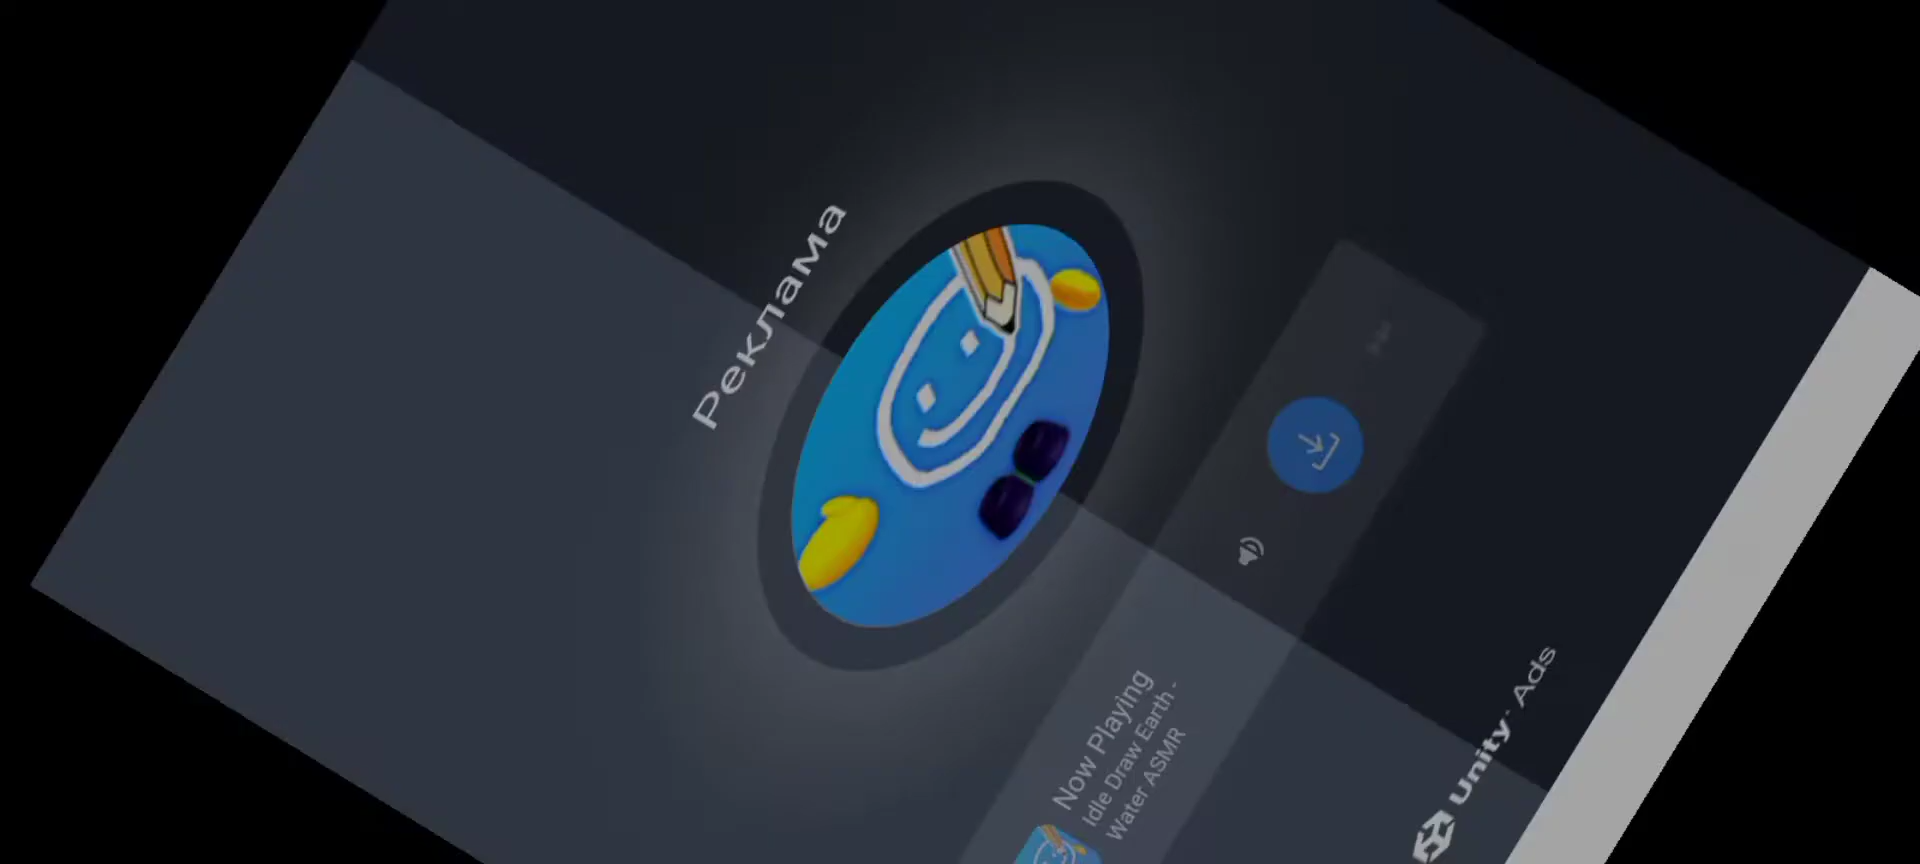 Реклама
Now Playing
Idle Draw Earth -
Water ASMR
Unity Ads